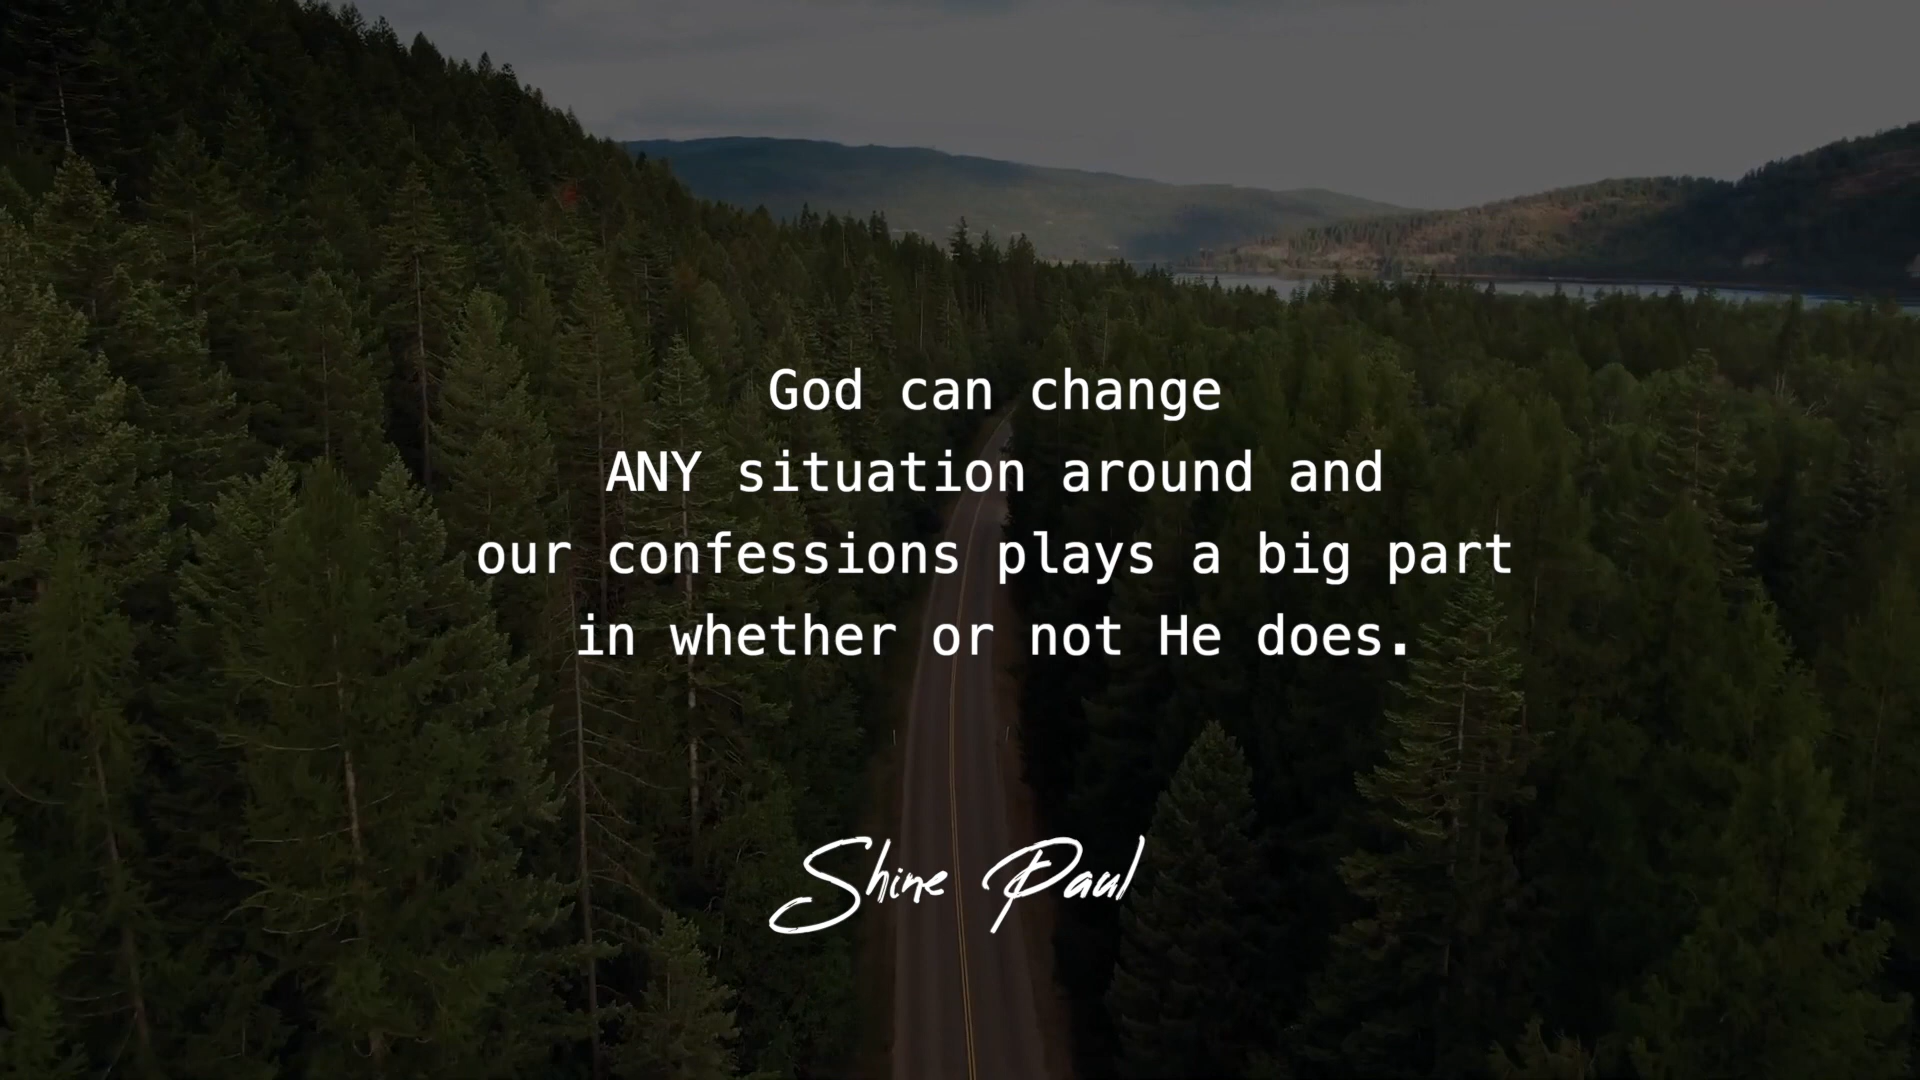 God can change
ANY situation around and
our confessions plays a big part
in whether or not He does.
Shine Paul